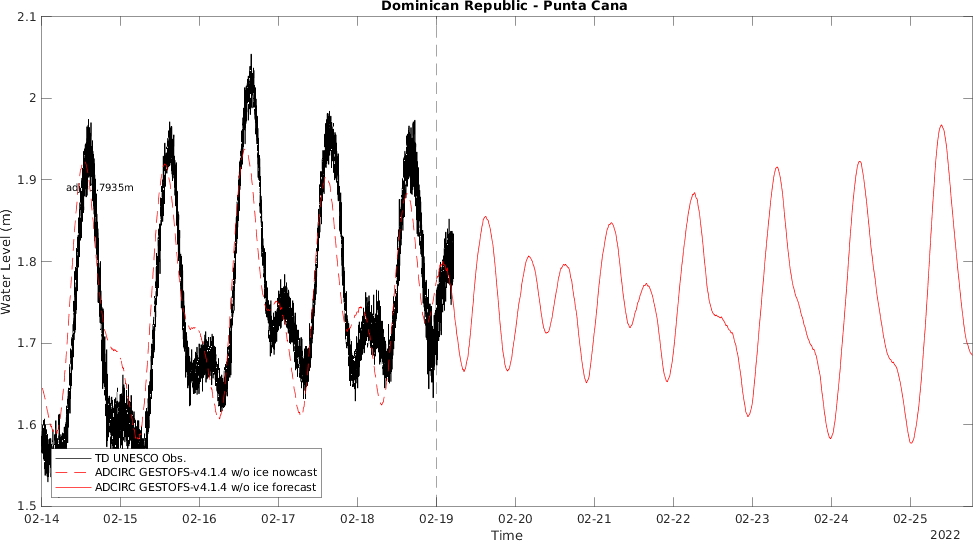 Dominican Republic - Punta Cana
Water Level (m)
2.1
2
1.9
1.8
1.7
1.6
1.5
7935m
TD UNESCO Obs.
ADCIRC GESTOFS-v4.1.4 w/o ice nowcast
ADCIRC GESTOFS-v4.1.4 w/o ice forecast
02-14 02-15 02-16 02-17 02-18 02-19 02-20 02-21 02-22 02-23 02-24 02-25
Time
2022